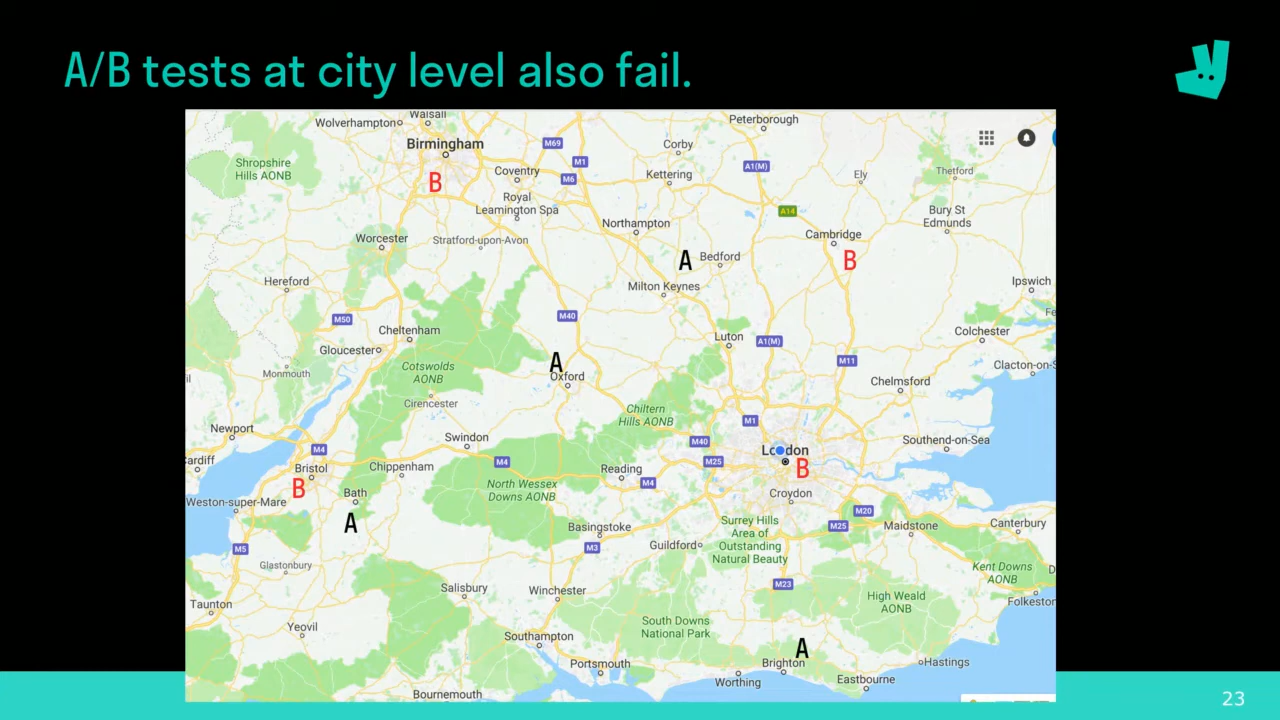 A/B tests at city level also fail.
Wolverhampton
Walsall
Peterborough
Birmingham
M69
Corby
M1
A1(M)
Shropshire
Hills AONB
Coventry
M6
Kettering
Ely
Thetford
B
Royal
Leamington Spa
A14
Bury St
Edmunds
Northampton
Worcester
Stratford-upon-Avon
Cambridge
A
Bedford
B
Hereford
Milton Keynes
Ipswich
M50
M40
Cheltenham
Luton
A1(M)
Colchester
Gloucester
M11
Monmouth
Cotswolds
AONB
A
Oxford
Chelmsford
Clacton-on-S
Cirencester
Chiltern
Hills AONB
M1
Newport
Swindon
M40
Southend-on-Sea
M4
London
ardiff
Bristol
Chippenham
M4
Reading
M25
B
B
Bath
North Wessex
Downs AONB
M4
Croydon
Weston-super-Mare
M20
A
Basingstoke
Surrey Hills
Area of
Outstanding
Natural Beauty
M25
Maidstone
Canterbury
M5
M3
Guildford
Glastonbury
Kent Downs
AONB
D
Salisbury
Winchester
M23
High Weald
AONB
Folkeston
Taunton
Yeovil
South Downs
National Park
Southampton
A
Portsmouth
Brighton
Hastings
Worthing
Eastbourne
Bournemouth
23